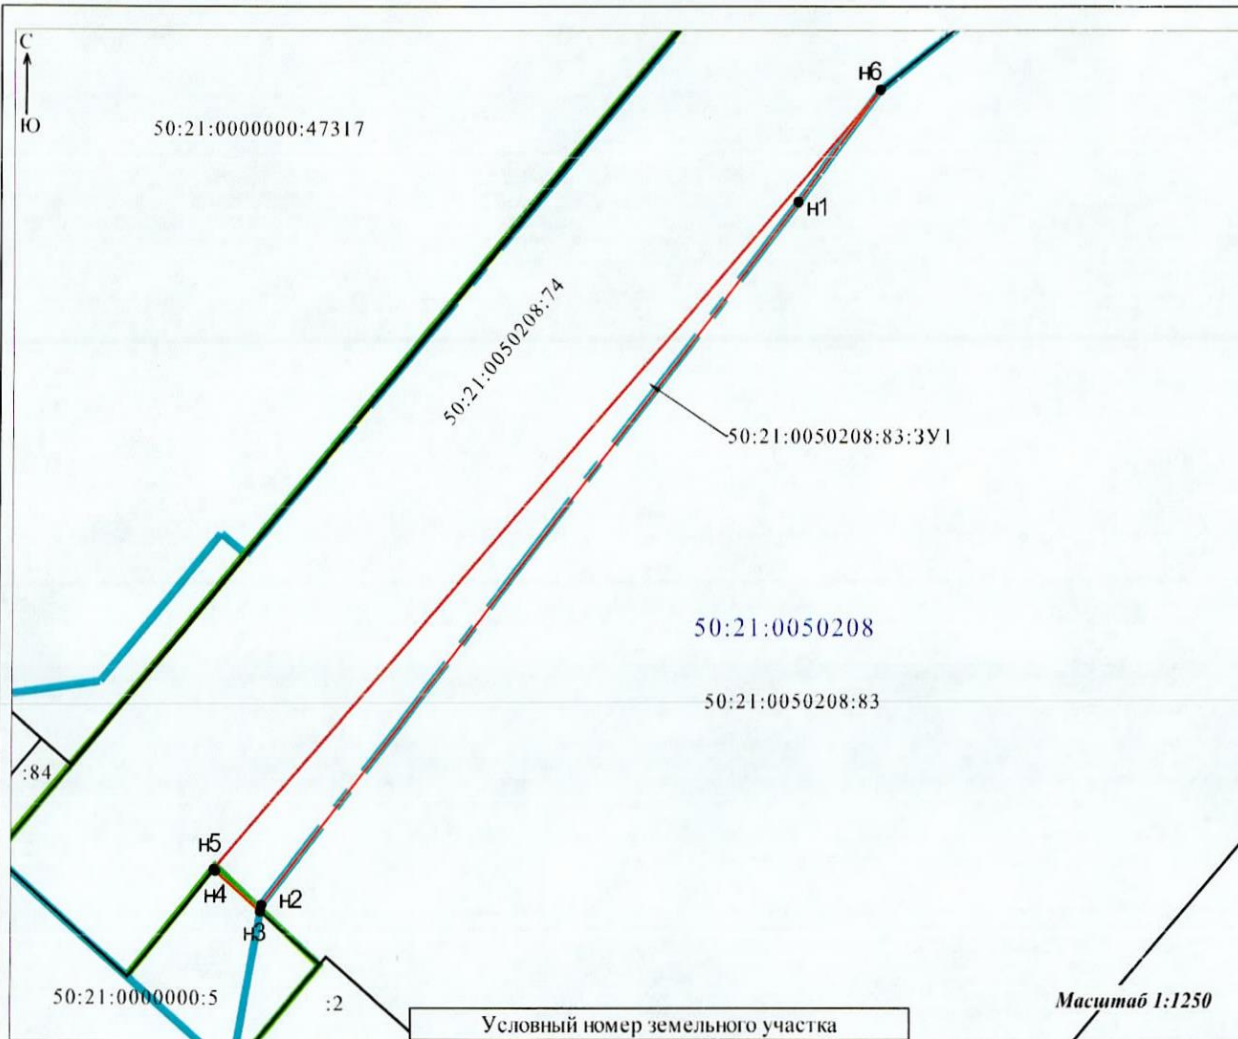 С
Ю
н6
50:21:0000000:47317
н1
50:21:0050208:74
50:21:0050208:83:ЗУ1
50:21:0050208
50:21:0050208:83
:84
н5
н4
н2
н3
50:21:0000000:5
:2
Масштаб 1:1250
Условный номер земельного участка